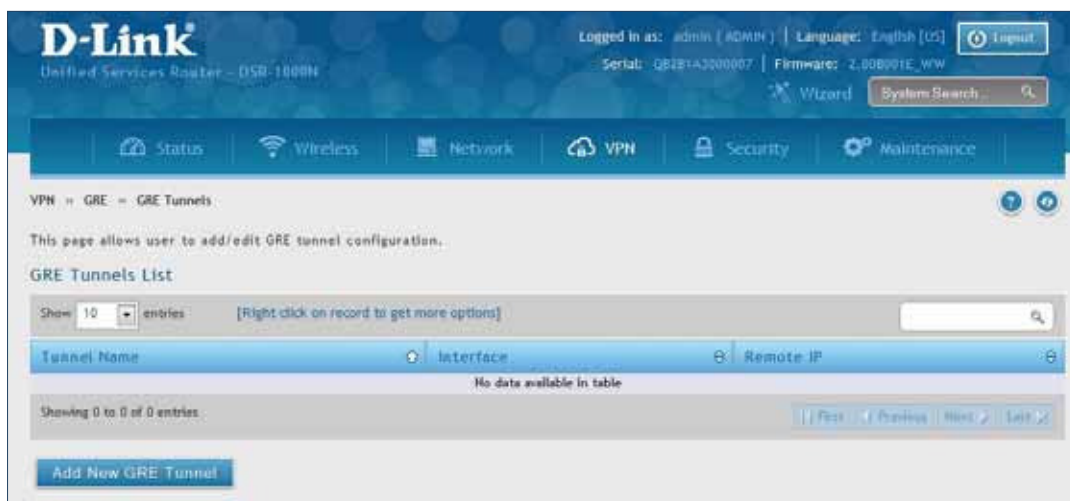 D-Link
Unified Services Router - DSR-1000N
Logged in as: admin ( ADMIN ) | Language: English [US]
Logout
Serial: | Firmware:
Wizard
System Search...
Status
Wireless
Network
VPN
Security
Maintenance
VPN » GRE » GRE Tunnels
This page allows user to add/edit GRE tunnel configuration.
GRE Tunnels List
Show 10 entries
[Right click on record to get more options]
Tunnel Name
Interface
Remote IP
No data available in table
Showing 0 to 0 of 0 entries
First
Previous
Next
Last
Add New GRE Tunnel